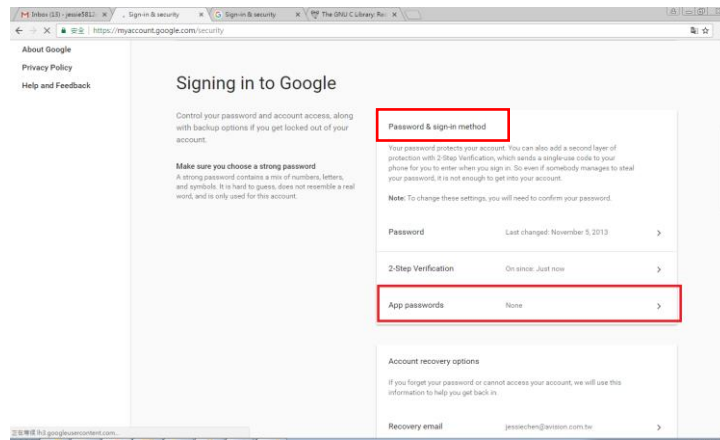 Inbox (13) - jessie5812
Sign-in & security
Sign-in & security
The GNU C Library: Re
安全 https://myaccount.google.com/security
About Google
Privacy Policy
Help and Feedback
Signing in to Google
Control your password and account access, along
with backup options if you get locked out of your
account.
Make sure you choose a strong password
A strong password contains a mix of numbers, letters,
and symbols. It is hard to guess, does not resemble a real
word, and is only used for this account.
Password & sign-in method
Your password protects your account. You can also add a second layer of
protection with 2-Step Verification, which sends a single-use code to your
phone for you to enter when you sign in. So even if somebody manages to steal
your password, it is not enough to get into your account.
Note: To change these settings, you will need to confirm your password.
Password Last changed: November 5, 2013
2-Step Verification On since: Just now
App passwords None
Account recovery options
If you forget your password or cannot access your account, we will use this
information to help you get back in.
Recovery email jessiechen@avision.com.tw
lh3.googleusercontent.com...